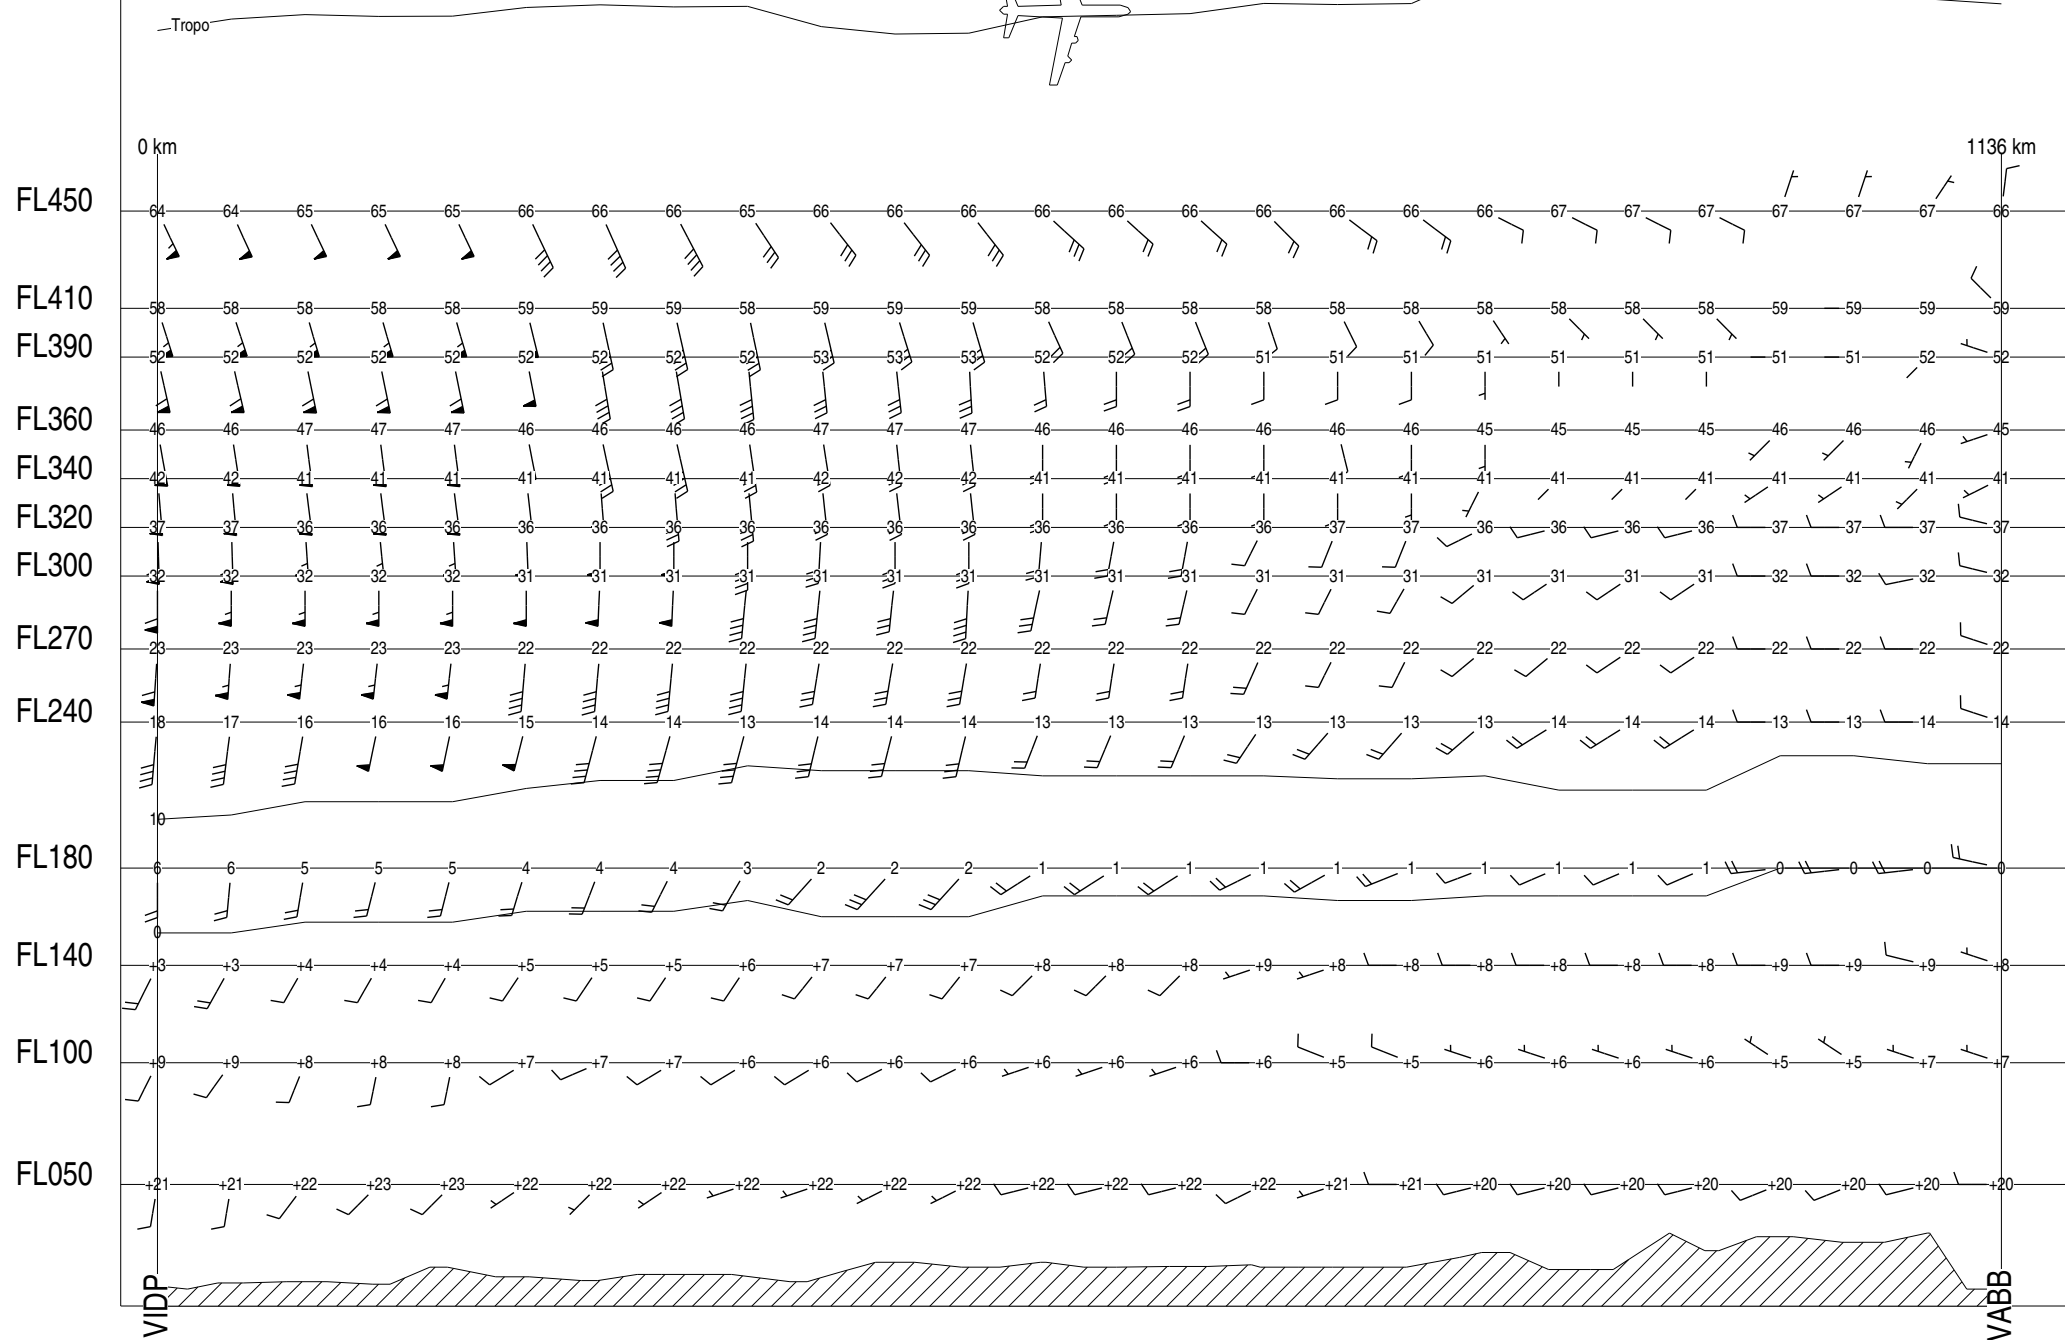 Tropo
0 km 1136 km
FL450 64 64 65 65 65 66 66 66 65 66 66 66 66 66 66 66 66 66 66 67 67 67 67 67 67 66
FL410 58 58 58 58 58 59 59 59 58 59 59 59 58 58 58 58 58 58 58 58 58 58 59 59 59 59
FL390 52 52 52 52 52 52 52 52 52 53 53 53 52 52 52 51 51 51 51 51 51 51 51 51 52 52
FL360 46 46 47 47 47 46 46 46 46 47 47 47 46 46 46 46 46 46 45 45 45 45 46 46 46 45
FL340 42 42 41 41 41 41 41 41 41 42 42 42 41 41 41 41 41 41 41 41 41 41 41 41 41 41
FL320 37 37 36 36 36 36 36 36 36 36 36 36 36 36 36 36 37 37 36 36 36 36 37 37 37 37
FL300 32 32 32 32 32 31 31 31 31 31 31 31 31 31 31 31 31 31 31 31 31 31 32 32 32 32
FL270 23 23 23 23 23 22 22 22 22 22 22 22 22 22 22 22 22 22 22 22 22 22 22 22 22 22
FL240 18 17 16 16 16 15 14 14 13 14 14 14 13 13 13 13 13 13 13 14 14 14 13 13 14 14
10
FL180 6 6 5 5 5 4 4 4 3 2 2 2 1 1 1 1 1 1 1 1 1 1 0 0 0 0
0
FL140 +3 +3 +4 +4 +4 +5 +5 +5 +6 +7 +7 +7 +8 +8 +8 +9 +8 +8 +8 +8 +8 +8 +9 +9 +9 +8
FL100 +9 +9 +8 +8 +8 +7 +7 +7 +6 +6 +6 +6 +6 +6 +6 +6 +5 +5 +6 +6 +6 +6 +5 +5 +7 +7
FL050 +21 +21 +22 +23 +23 +22 +22 +22 +22 +22 +22 +22 +22 +22 +22 +22 +21 +21 +20 +20 +20 +20 +20 +20 +20 +20
VIDP VABB